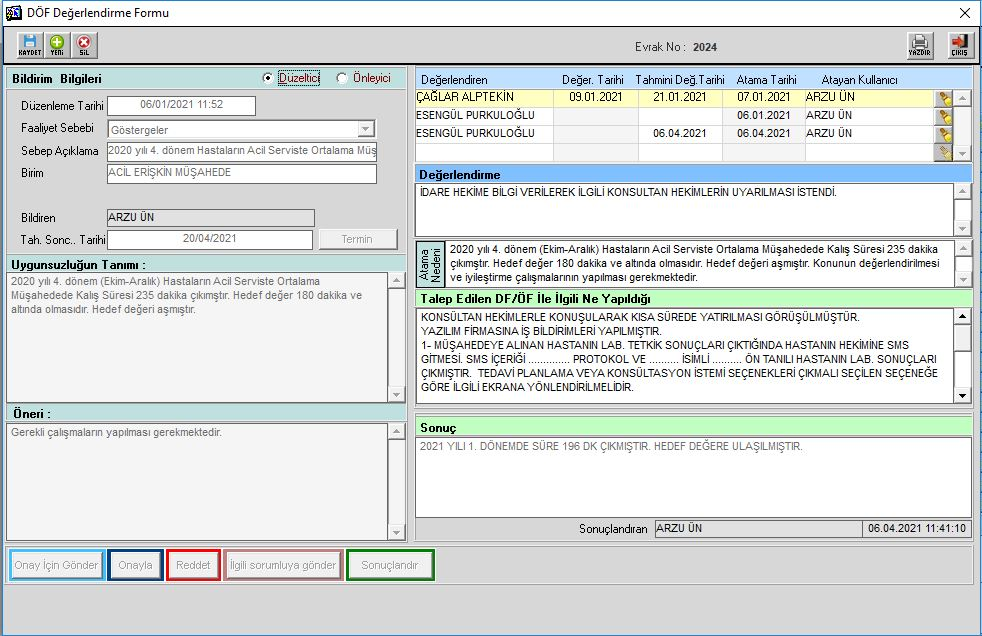 DÖF Değerlendirme Formu
KAYDET YENİ SİL
Evrak No : 2024
YAZDIR ÇIKIŞ
Bildirim Bilgileri
Düzeltici Önleyici
Düzenleme Tarihi 06/01/2021 11:52
Faaliyet Sebebi Göstergeler
Sebep Açıklama 2020 yılı 4. dönem Hastaların Acil Serviste Ortalama Müş
Birim ACİL ERİŞKİN MÜŞAHEDE
Bildiren ARZU ÜN
Tah. Sonc.. Tarihi 20/04/2021 Termin
Uygunsuzluğun Tanımı :
2020 yılı 4. dönem (Ekim-Aralık) Hastaların Acil Serviste Ortalama
Müşahedede Kalış Süresi 235 dakika çıkmıştır. Hedef değer 180 dakika ve
altında olmasıdır. Hedef değeri aşmıştır.
Öneri :
Gerekli çalışmaların yapılması gerekmektedir.
Değerlendiren Değer. Tarihi Tahmini Değ.Tarihi Atama Tarihi Atayan Kullanıcı
ÇAĞLAR ALPTEKİN 09.01.2021 21.01.2021 07.01.2021 ARZU ÜN
ESENGÜL PURKULOĞLU 06.01.2021 ARZU ÜN
ESENGÜL PURKULOĞLU 06.04.2021 06.04.2021 ARZU ÜN
Değerlendirme
İDARE HEKİME BİLGİ VERİLEREK İLGİLİ KONSULTAN HEKİMLERİN UYARILMASI İSTENDİ.
Atama Nedeni
2020 yılı 4. dönem (Ekim-Aralık) Hastaların Acil Serviste Ortalama Müşahedede Kalış Süresi 235 dakika
çıkmıştır. Hedef değer 180 dakika ve altında olmasıdır. Hedef değeri aşmıştır. Konunun değerlendirilmesi
ve iyileştirme çalışmalarının yapılması gerekmektedir.
Talep Edilen DF/ÖF İle İlgili Ne Yapıldığı
KONSÜLTAN HEKİMLERLE KONUŞULARAK KISA SÜREDE YATIRILMASI GÖRÜŞÜLMÜŞTÜR.
YAZILIM FİRMASINA İŞ BİLDİRİMLERİ YAPILMIŞTIR.
1- MÜŞAHEDEYE ALINAN HASTANIN LAB. TETKİK SONUÇLARI ÇIKTIĞINDA HASTANIN HEKİMİNE SMS
GİTMESİ. SMS İÇERİĞİ .............. PROTOKOL VE .......... İSİMLİ .......... ÖN TANILI HASTANIN LAB. SONUÇLARI
ÇIKMIŞTIR. TEDAVİ PLANLAMA VEYA KONSÜLTASYON İSTEMİ SEÇENEKLERİ ÇIKMALI SEÇİLEN SEÇENEĞE
GÖRE İLGİLİ EKRANA YÖNLENDİRİLMELİDİR.
Sonuç
2021 YILI 1. DÖNEMDE SÜRE 196 DK ÇIKMIŞTIR. HEDEF DEĞERE ULAŞILMIŞTIR.
Sonuçlandıran ARZU ÜN 06.04.2021 11:41:10
Onay İçin Gönder Onayla Reddet İlgili sorumluya gönder Sonuçlandır